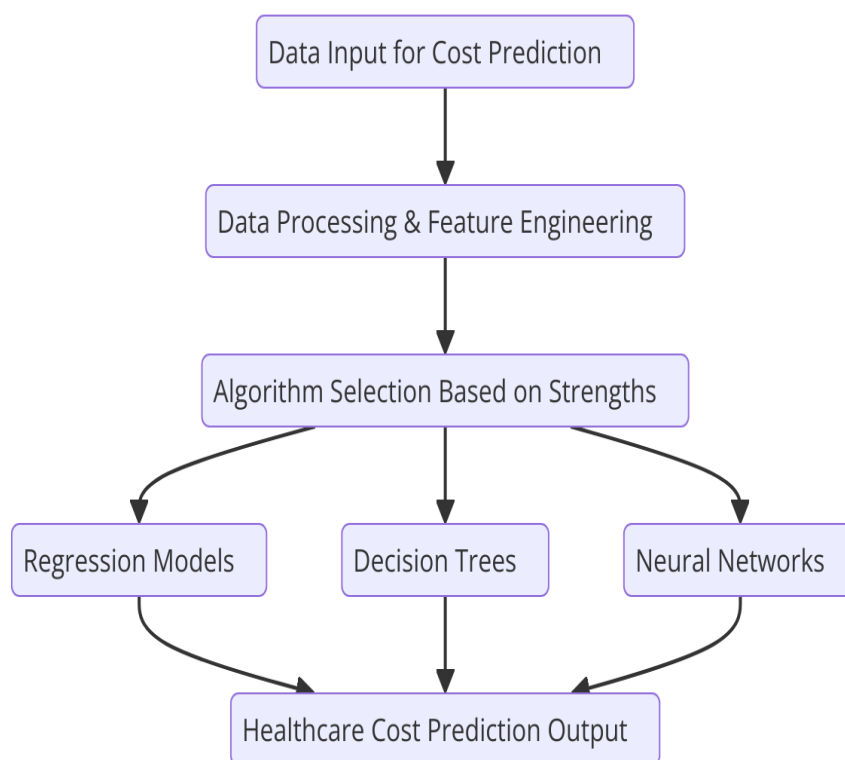 Data Input for Cost Prediction
Data Processing & Feature Engineering
Algorithm Selection Based on Strengths
Regression Models
Decision Trees
Neural Networks
Healthcare Cost Prediction Output